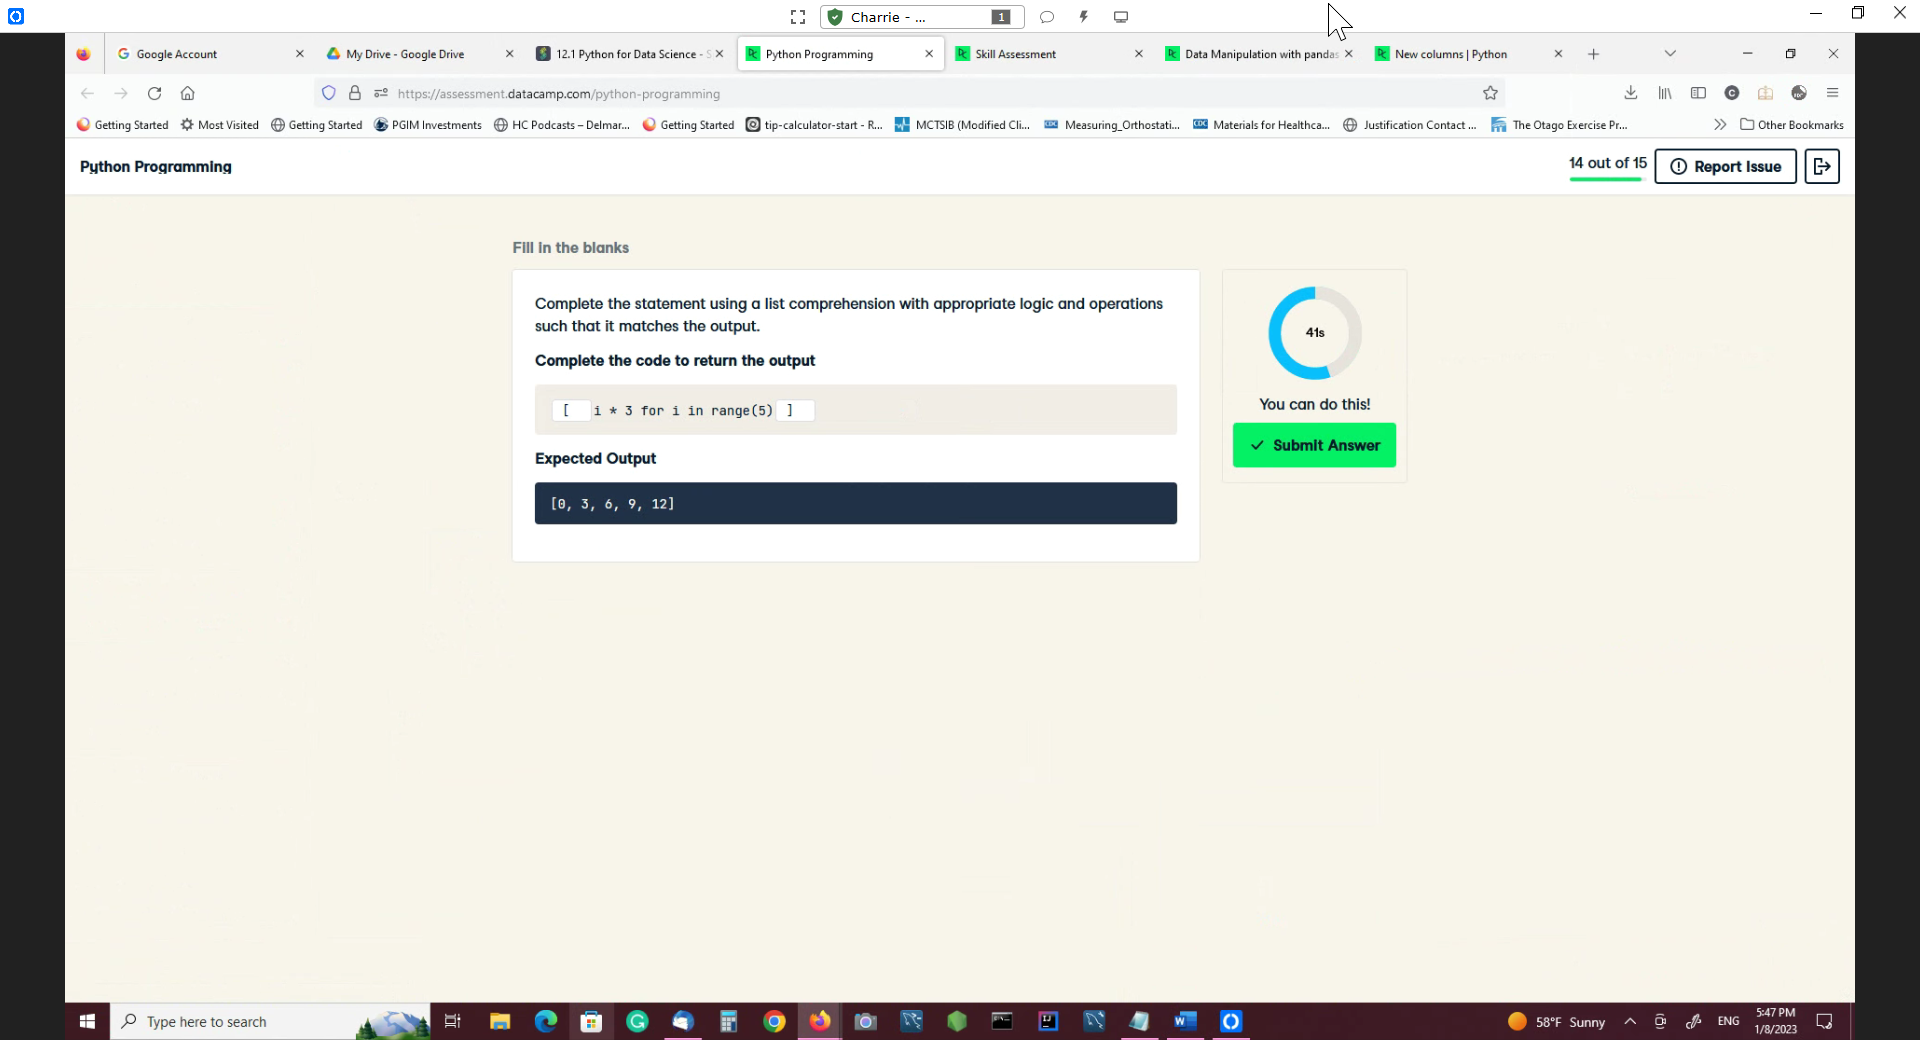 Charrie - ...
1
Google Account
My Drive - Google Drive
12.1 Python for Data Science - S
Python Programming
Skill Assessment
Data Manipulation with pandas
New columns | Python
https://assessment.datacamp.com/python-programming
Getting Started
Most Visited
Getting Started
PGIM Investments
HC Podcasts – Delmar...
Getting Started
tip-calculator-start - R...
MCTSIB (Modified Cli...
Measuring_Orthostati...
Materials for Healthca...
Justification Contact ...
The Otago Exercise Pr...
Other Bookmarks
Python Programming
14 out of 15
Report Issue
Fill in the blanks
Complete the statement using a list comprehension with appropriate logic and operations
such that it matches the output.
Complete the code to return the output
[ i * 3 for i in range(5) ]
Expected Output
[0, 3, 6, 9, 12]
41s
You can do this!
Submit Answer
Type here to search
58°F Sunny
ENG
5:47 PM
1/8/2023